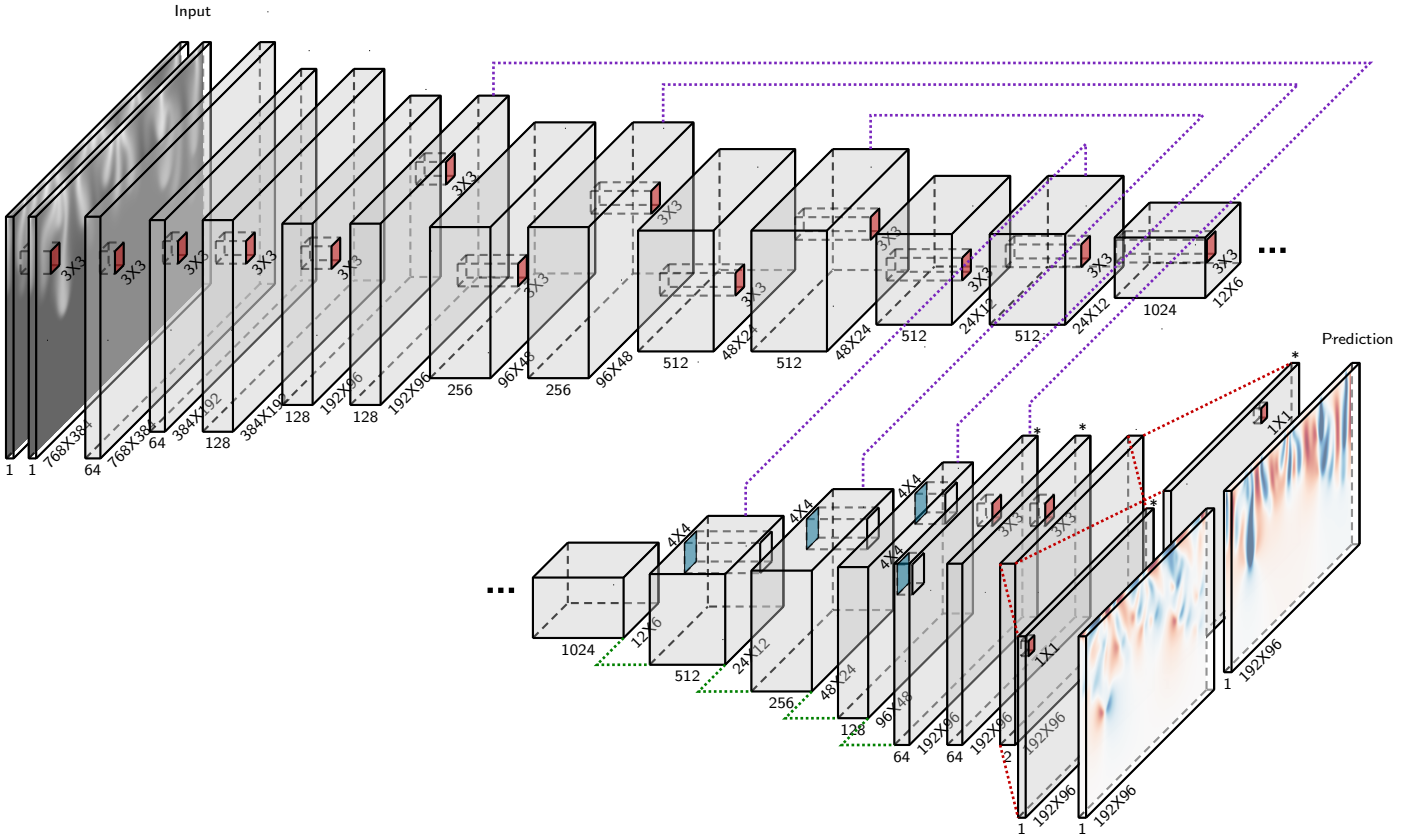 Input
1
1
768X384
3X3
64
768X384
3X3
64
384X192
3X3
128
384X192
3X3
128
192X96
3X3
128
192X96
3X3
256
96X48
3X3
256
96X48
3X3
512
48X24
3X3
512
48X24
3X3
512
24X12
3X3
512
24X12
3X3
1024
12X6
3X3
...
Prediction
...
1024
12X6
4X4
512
24X12
4X4
256
48X24
4X4
128
96X48
4X4
64
192X96
*
3X3
64
192X96
*
3X3
2
192X96
*
1X1
1
192X96
*
1X1
1
192X96
1
192X96